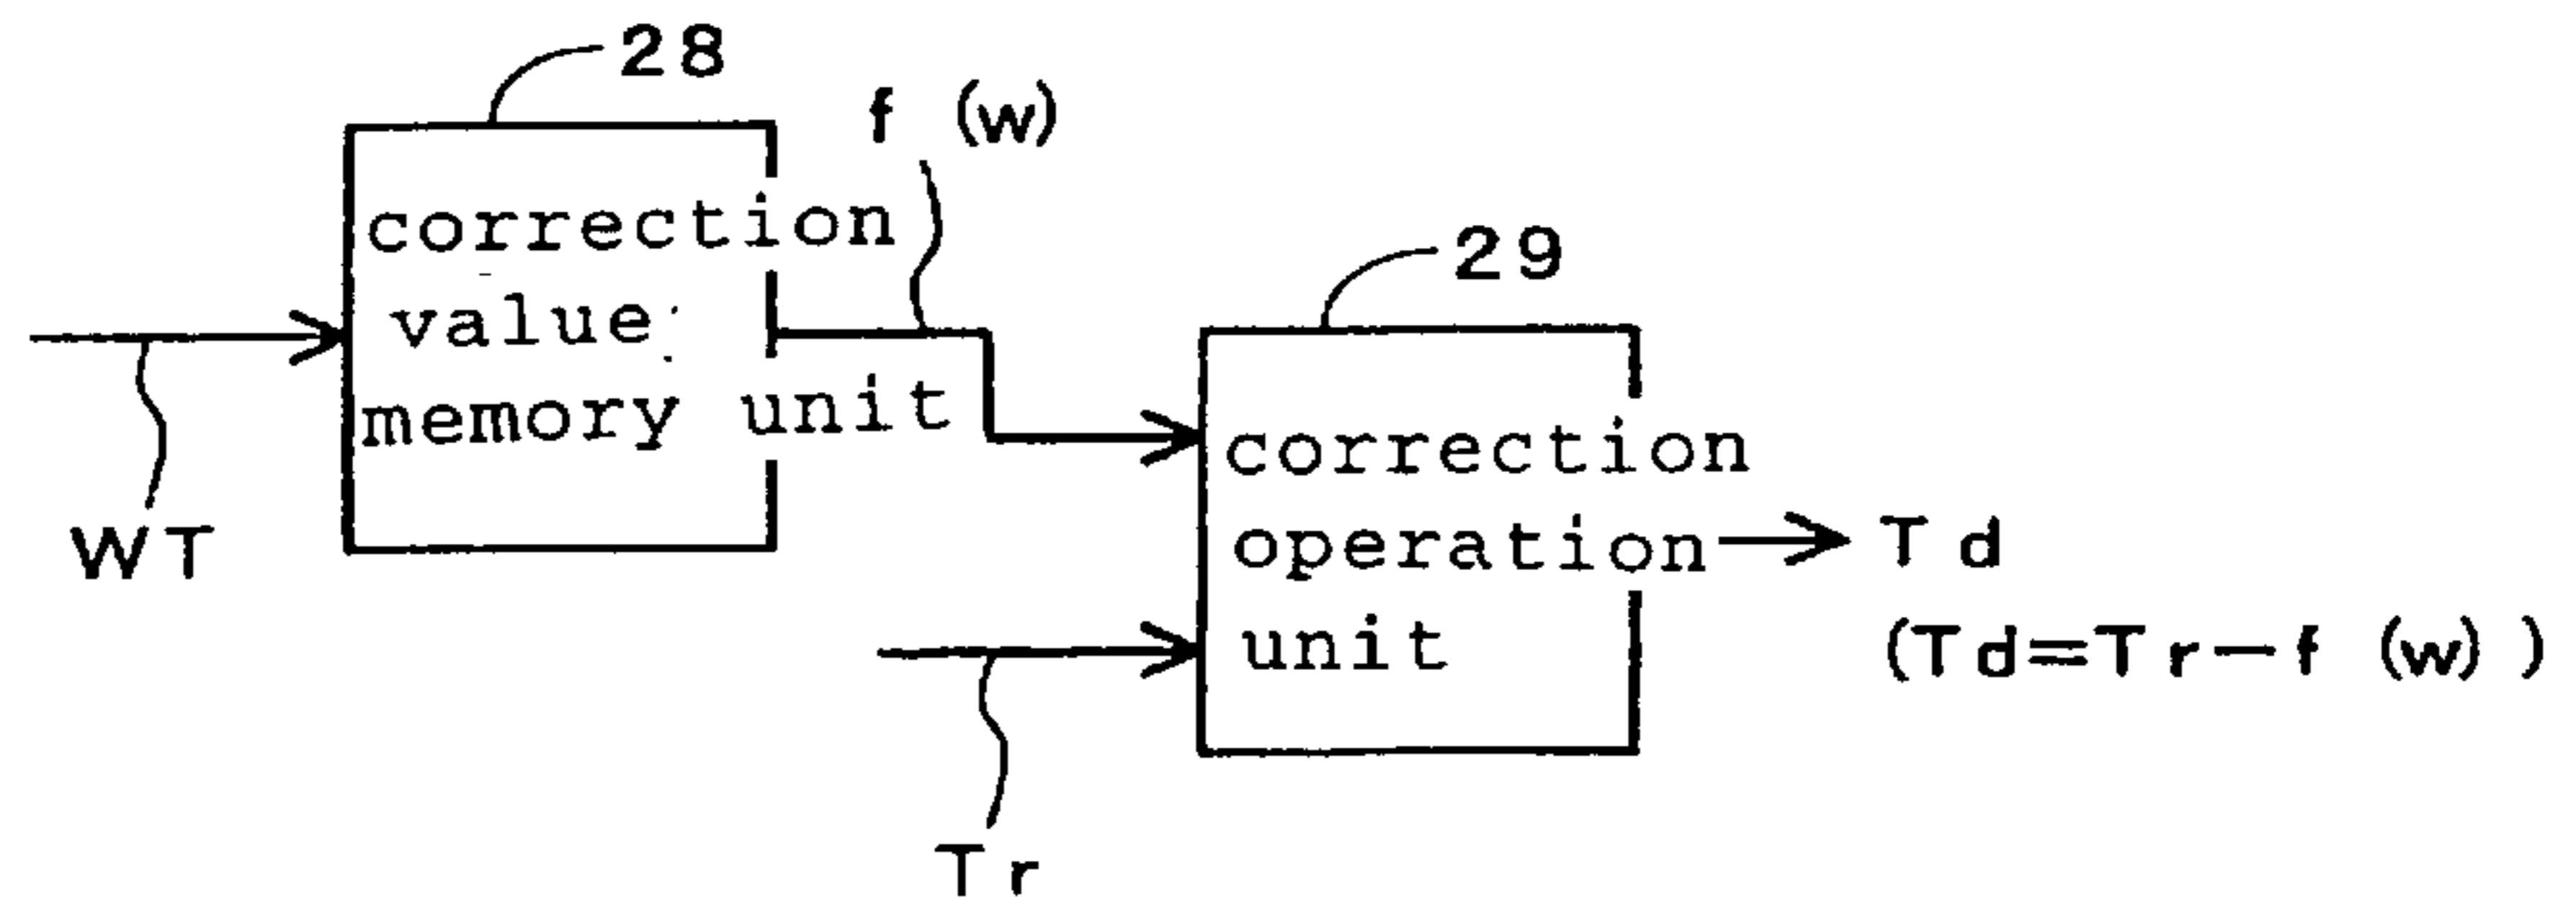 28
f (w)
correction
value
memory unit
WT
29
correction
operation
unit
Td
(Td=Tr-f (w) )
Tr